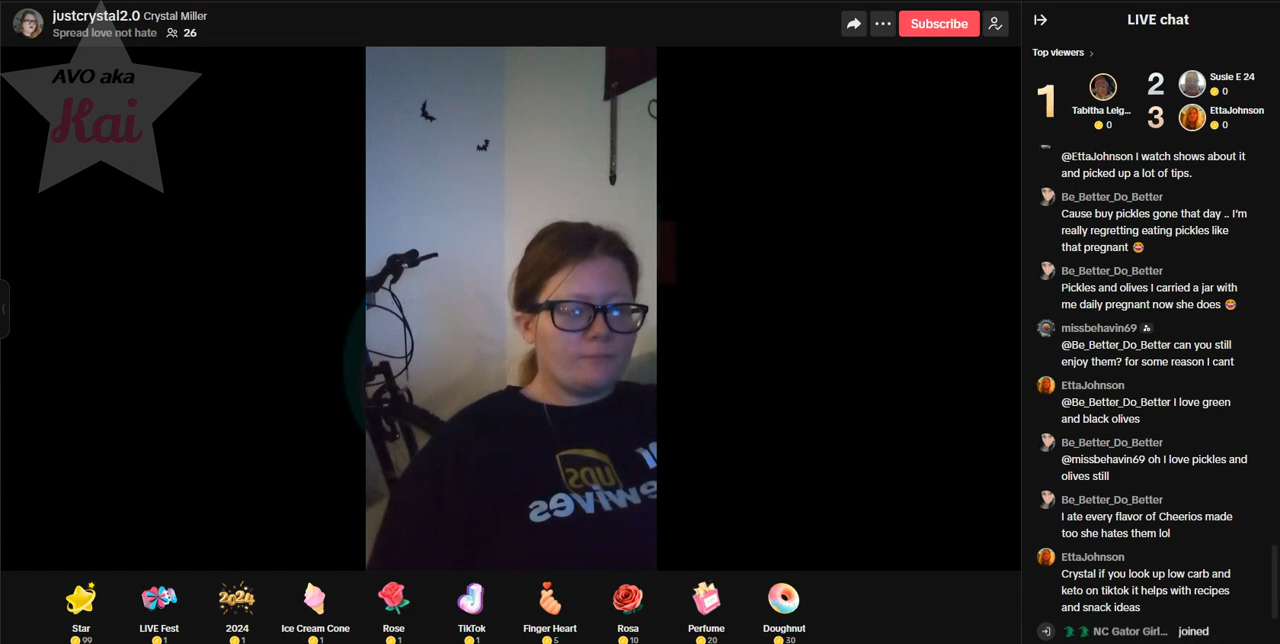 justcrystal2.0 Crystal Miller
Spread love not hate 26
Subscribe
AVO aka
Kai
ups
wives
Star
99
LIVE Fest
1
2024
2024
1
Ice Cream Cone
1
Rose
1
TikTok
1
Finger Heart
5
Rosa
10
Perfume
20
Doughnut
30
LIVE chat
Top viewers
1
Tabitha Leig...
0
2
Susie E 24
0
3
EttaJohnson
0
@EttaJohnson I watch shows about it
and picked up a lot of tips.
Be_Better_Do_Better
Cause buy pickles gone that day .. I'm
really regretting eating pickles like
that pregnant 😂
Be_Better_Do_Better
Pickles and olives I carried a jar with
me daily pregnant now she does 😂
missbehavin69
@Be_Better_Do_Better can you still
enjoy them? for some reason I cant
EttaJohnson
@Be_Better_Do_Better I love green
and black olives
Be_Better_Do_Better
@missbehavin69 oh I love pickles and
olives still
Be_Better_Do_Better
I ate every flavor of Cheerios made
too she hates them lol
EttaJohnson
Crystal if you look up low carb and
keto on tiktok it helps with recipes
and snack ideas
NC Gator Girl... joined